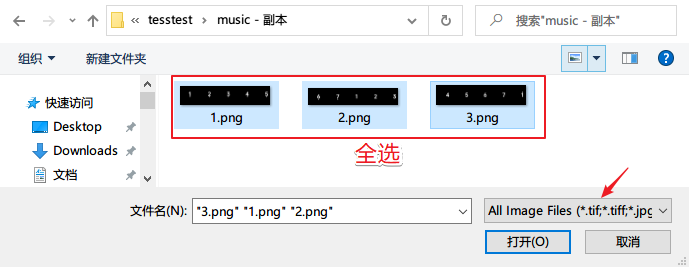 « tesstest › music - 副本
搜索"music - 副本"
组织 新建文件夹
快速访问
Desktop
Downloads
文档
1 2 3 4 5
6 7 1 2 5
4 5 6 7
1.png 2.png 3.png
全选
文件名(N): "3.png" "1.png" "2.png"
All Image Files (*.tif;*.tiff;*.jpg
打开(O) 取消